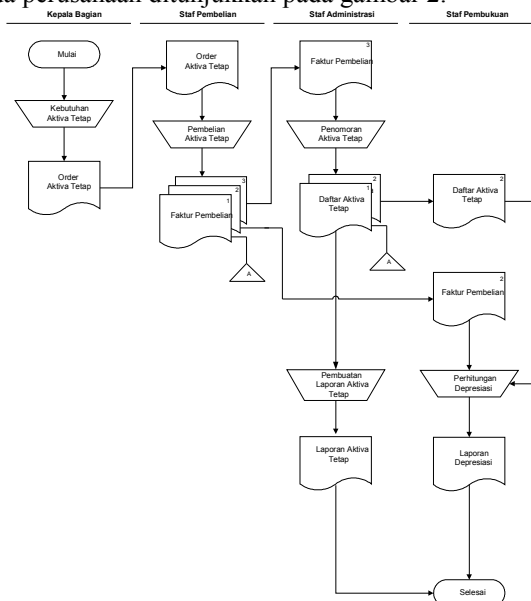 a perusahaan ditunjukkan pada gambar 2.
Kepala Bagian
Staf Pembelian
Staf Administrasi
Staf Pembukuan
Mulai
Kebutuhan
Aktiva Tetap
Order
Aktiva Tetap
Order
Aktiva Tetap
Pembelian
Aktiva Tetap
3
2
1
Faktur Pembelian
A
3
Faktur Pembelian
Penomoran
Aktiva Tetap
2
1
Daftar Aktiva
Tetap
A
Pembuatan
Laporan Aktiva
Tetap
Laporan Aktiva
Tetap
2
Daftar Aktiva
Tetap
2
Faktur Pembelian
Perhitungan
Depresiasi
Laporan
Depresiasi
Selesai